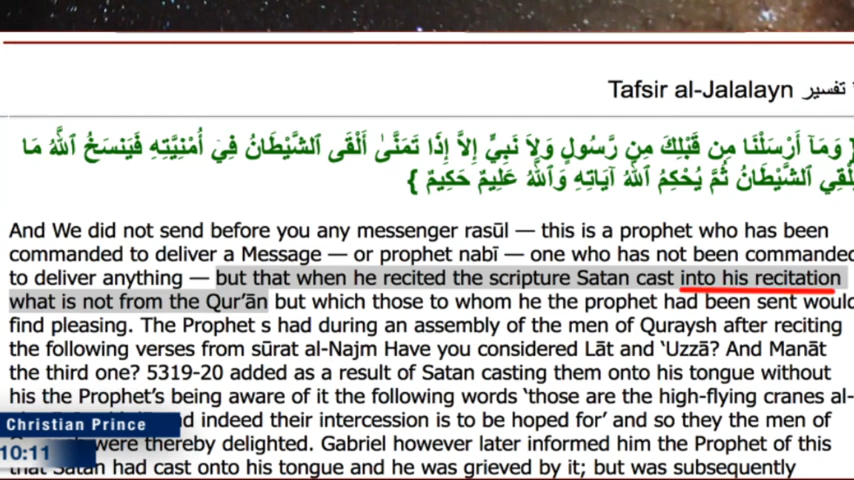 Tafsir al-Jalalayn تفسير
وَمَآ أَرْسَلْنَا مِن قَبْلِكَ مِن رَّسُولٍ وَلاَ نَبِيٍّ إِلاَّ إِذَا تَمَنَّىٰ أَلْقَى ٱلشَّيْطَانُ فِيۤ أُمْنِيَّتِهِ فَيَنسَخُ ٱللَّهُ مَا
يُلْقِي ٱلشَّيْطَانُ ثُمَّ يُحْكِمُ ٱللَّهُ آيَاتِهِ وَٱللَّهُ عَلِيمٌ حَكِيمٌ }
And We did not send before you any messenger rasūl — this is a prophet who has been
commanded to deliver a Message — or prophet nabī — one who has not been commanded
to deliver anything — but that when he recited the scripture Satan cast into his recitation
what is not from the Qur'ān but which those to whom he the prophet had been sent would
find pleasing. The Prophet s had during an assembly of the men of Quraysh after reciting
the following verses from sūrat al-Najm Have you considered Lāt and 'Uzzā? And Manāt
the third one? 5319-20 added as a result of Satan casting them onto his tongue without
his the Prophet's being aware of it the following words 'those are the high-flying cranes al-
indeed their intercession is to be hoped for' and so they the men of
were thereby delighted. Gabriel however later informed him the Prophet of this
that Satan had cast onto his tongue and he was grieved by it; but was subsequently
Christian Prince
10:11